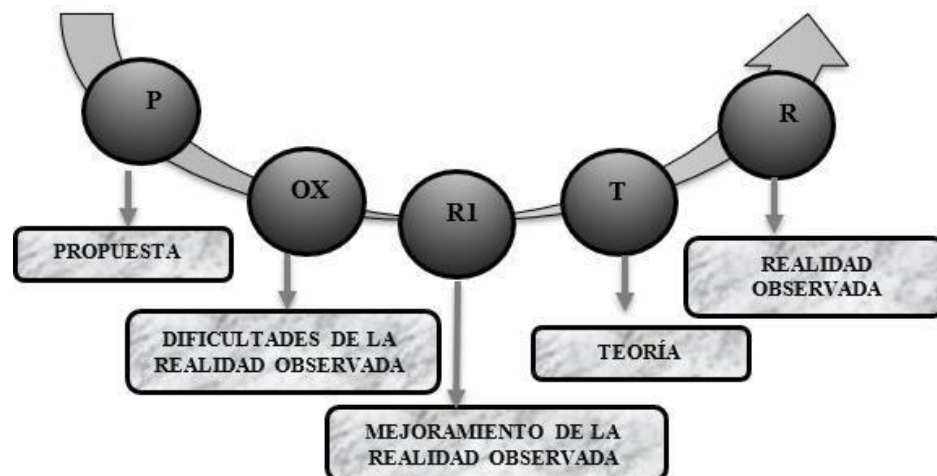 P
OX
R1
T
R
PROPUESTA
DIFICULTADES DE LA
REALIDAD OBSERVADA
MEJORAMIENTO DE LA
REALIDAD OBSERVADA
TEORÍA
REALIDAD
OBSERVADA